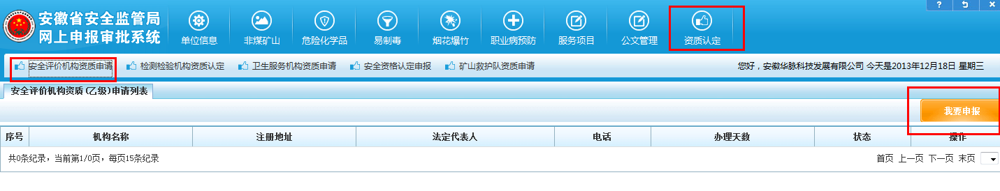 安徽省安全监管局
网上申报审批系统
单位信息 非煤矿山 危险化学品 易制毒 烟花爆竹 职业病预防 服务项目 公文管理 资质认定
安全评价机构资质申请 检测检验机构资质认定 卫生服务机构资质申请 安全资格认定申报 矿山救护队资质申请 您好，安徽华脉科技发展有限公司 今天是2013年12月18日 星期三
安全评价机构资质(乙级)申请列表
我要申报
序号 机构名称 注册地址 法定代表人 电话 办理天数 状态 操作
共0条纪录，当前第1/0页，每页15条纪录 首页 上一页 下一页 末页